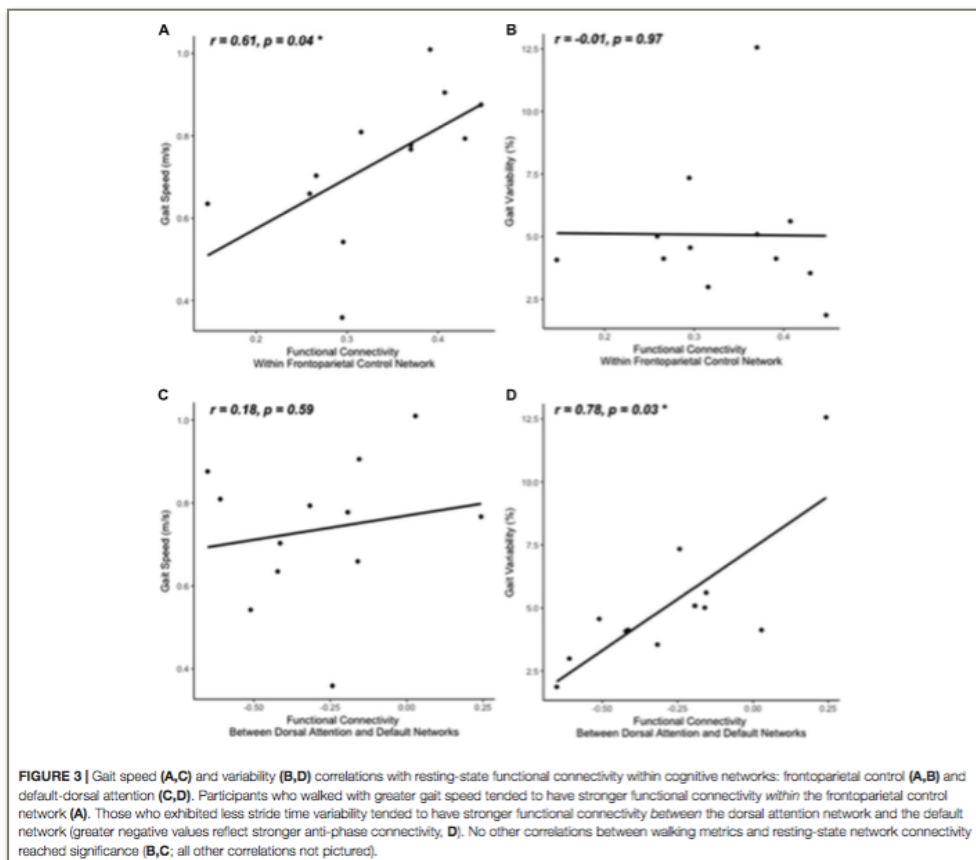 A
r = 0.61, p = 0.04 *
1.0
0.8
0.6
0.4
Gait Speed (m/s)
0.2
0.3
0.4
Functional Connectivity
Within Frontoparietal Control Network
B
r = -0.01, p = 0.97
12.5
10.0
7.5
5.0
2.5
Gait Variability (%)
0.2
0.3
0.4
Functional Connectivity
Within Frontoparietal Control Network
C
r = 0.18, p = 0.59
1.0
0.8
0.6
0.4
Gait Speed (m/s)
-0.50
-0.25
0.00
0.25
Functional Connectivity
Between Dorsal Attention and Default Networks
D
r = 0.78, p = 0.03 *
12.5
10.0
7.5
5.0
2.5
Gait Variability (%)
-0.50
-0.25
0.00
0.25
Functional Connectivity
Between Dorsal Attention and Default Networks
FIGURE 3 | Gait speed (A,C) and variability (B,D) correlations with resting-state functional connectivity within cognitive networks: frontoparietal control (A,B) and
default-dorsal attention (C,D). Participants who walked with greater gait speed tended to have stronger functional connectivity within the frontoparietal control
network (A). Those who exhibited less stride time variability tended to have stronger functional connectivity between the dorsal attention network and the default
network (greater negative values reflect stronger anti-phase connectivity, D). No other correlations between walking metrics and resting-state network connectivity
reached significance (B,C; all other correlations not pictured).